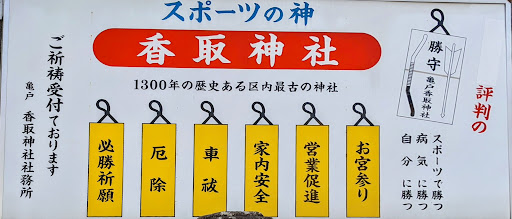 スポーツの神
香取神社
1300年の歴史ある区内最古の神社
評判の
勝守
亀戸香取神社
スポーツで勝つ
病気に勝つ
自分に勝つ
お宮参り
営業促進
家内安全
車祓
厄除
必勝祈願
ご祈祷受付ております
亀戸 香取神社社務所